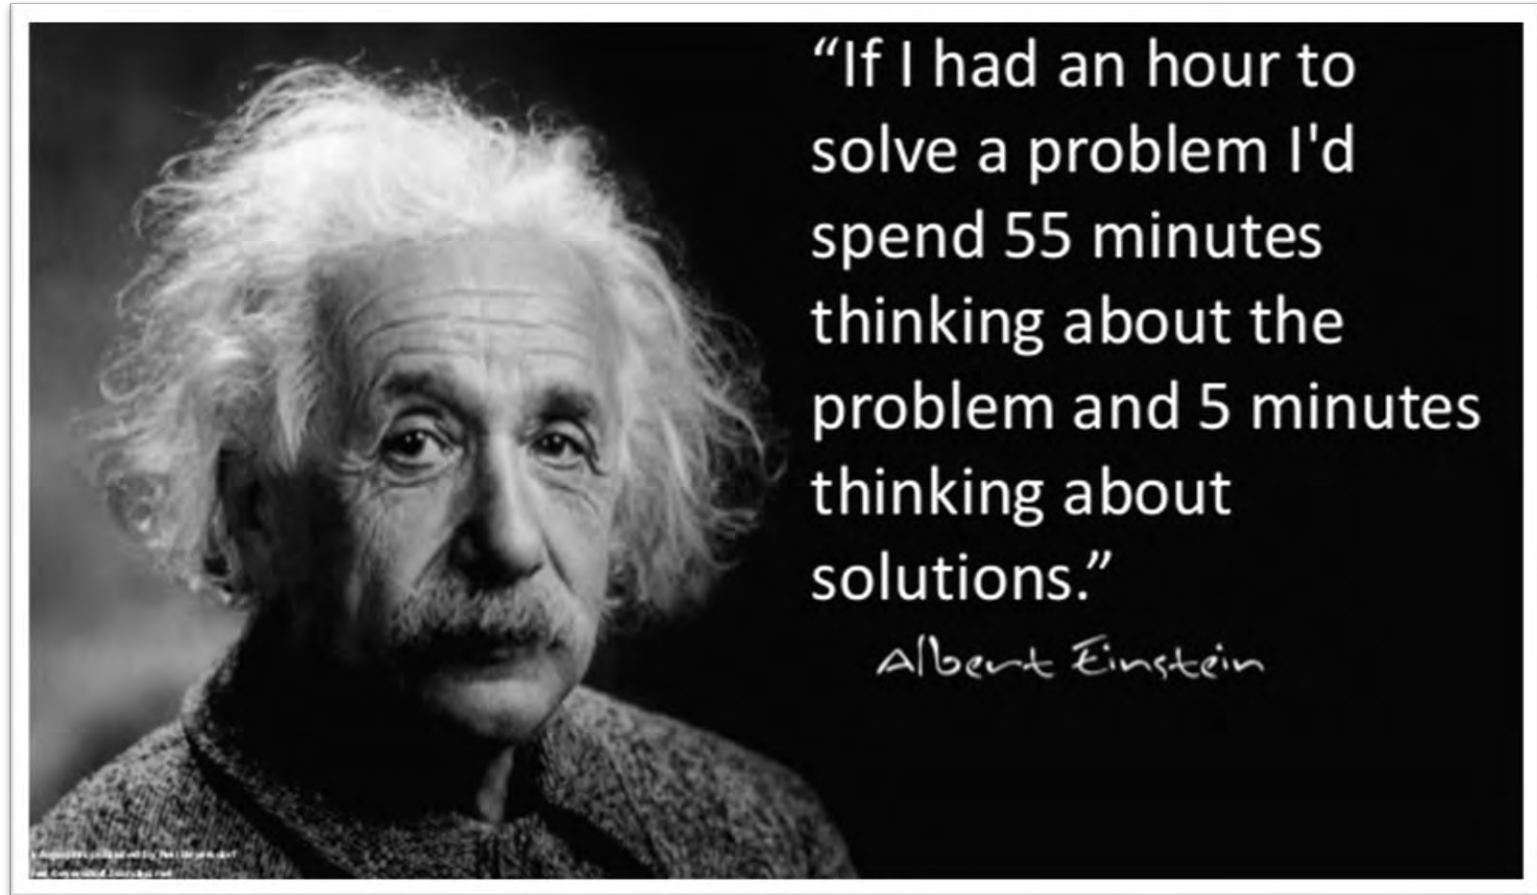 “If I had an hour to
solve a problem I'd
spend 55 minutes
thinking about the
problem and 5 minutes
thinking about
solutions.”
Albert Einstein